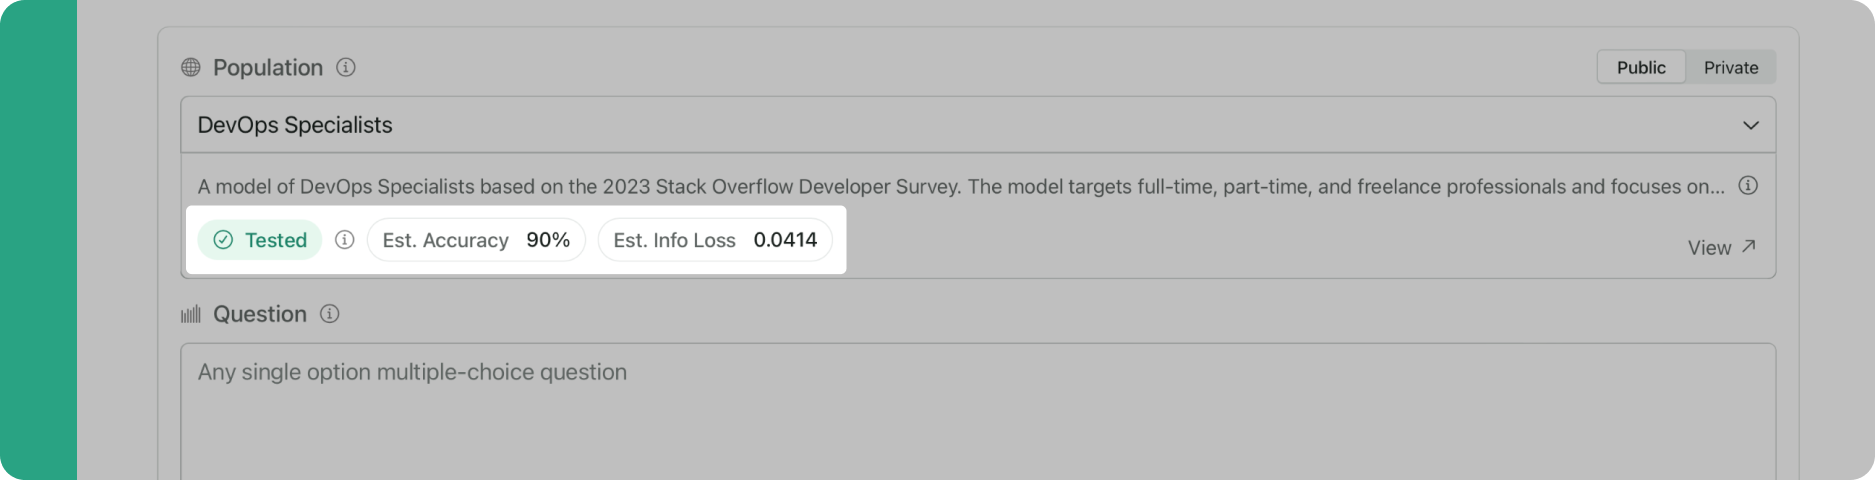 Population
Public Private
DevOps Specialists
A model of DevOps Specialists based on the 2023 Stack Overflow Developer Survey. The model targets full-time, part-time, and freelance professionals and focuses on...
Tested Est. Accuracy 90% Est. Info Loss 0.0414
View
Question
Any single option multiple-choice question